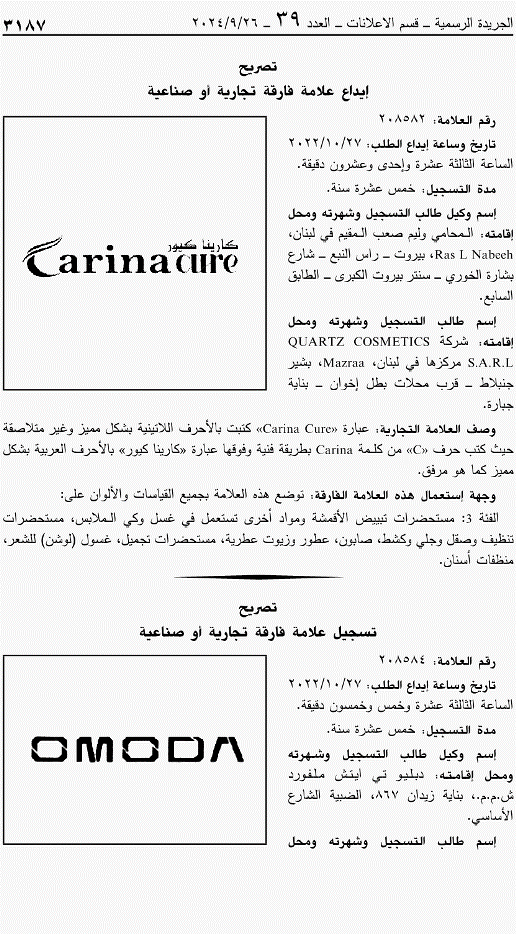 الجريدة الرسمية ــ قسم الاعلانات ــ العدد ٣٩ ــ ٢٠٢٤/٩/٢٦
٣١٨٧
تصريح
إيداع علامة فارقة تجارية أو صناعية
رقم العلامة: ٢٠٨٥٨٢
تاريخ وساعة إيداع الطلب: ٢٠٢٢/١٠/٢٧
الساعة الثالثة عشرة وإحدى وعشرون دقيقة.
مدة التسجيل: خمس عشرة سنة.
إسم وكيل طالب التسجيل وشهرته ومحل
إقامته: المحامي وليم صعب المقيم في لبنان،
Ras L Nabeeh، بيروت ــ راس النبع ــ شارع
بشارة الخوري ــ سنتر بيروت الكبرى ــ الطابق
السابع.
إسم طالب التسجيل وشهرته ومحل
إقامته: شركة QUARTZ COSMETICS
S.A.R.L مركزها في لبنان، Mazraa، بشير
جنبلاط ــ قرب محلات بطل إخوان ــ بناية
جبارة.
كارينا كيور
Carina cure
وصف العلامة التجارية: عبارة «Carina Cure» كتبت بالأحرف اللاتينية بشكل مميز وغير متلاصقة
حيث كتب حرف «C» من كلمة Carina بطريقة فنية وفوقها عبارة «كارينا كيور» بالأحرف العربية بشكل
مميز كما هو مرفق.
وجهة إستعمال هذه العلامة الفارقة: توضع هذه العلامة بجميع القياسات والألوان على:
الفئة 3: مستحضرات تبييض الأقمشة ومواد أخرى تستعمل في غسل وكي الملابس، مستحضرات
تنظيف وصقل وجلي وكشط، صابون، عطور وزيوت عطرية، مستحضرات تجميل، غسول (لوشن) للشعر،
منظفات أسنان.
تصريح
تسجيل علامة فارقة تجارية أو صناعية
رقم العلامة: ٢٠٨٥٨٤
تاريخ وساعة إيداع الطلب: ٢٠٢٢/١٠/٢٧
الساعة الثالثة عشرة وخمس وخمسون دقيقة.
مدة التسجيل: خمس عشرة سنة.
إسم وكيل طالب التسجيل وشهرته
ومحل إقامته: دبليو تي ايتش ملفورد
ش.م.م.، بناية زيدان ٨٦٧، الضبية الشارع
الأساسي.
إسم طالب التسجيل وشهرته ومحل
OMODA